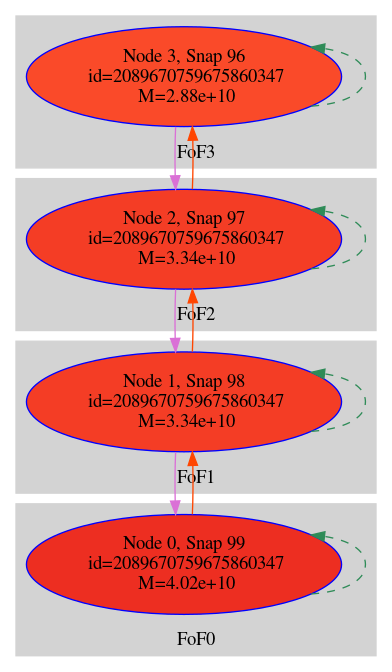 Node 3, Snap 96
id=2089670759675860347
M=2.88e+10
FoF3
Node 2, Snap 97
id=2089670759675860347
M=3.34e+10
FoF2
Node 1, Snap 98
id=2089670759675860347
M=3.34e+10
FoF1
Node 0, Snap 99
id=2089670759675860347
M=4.02e+10
FoF0